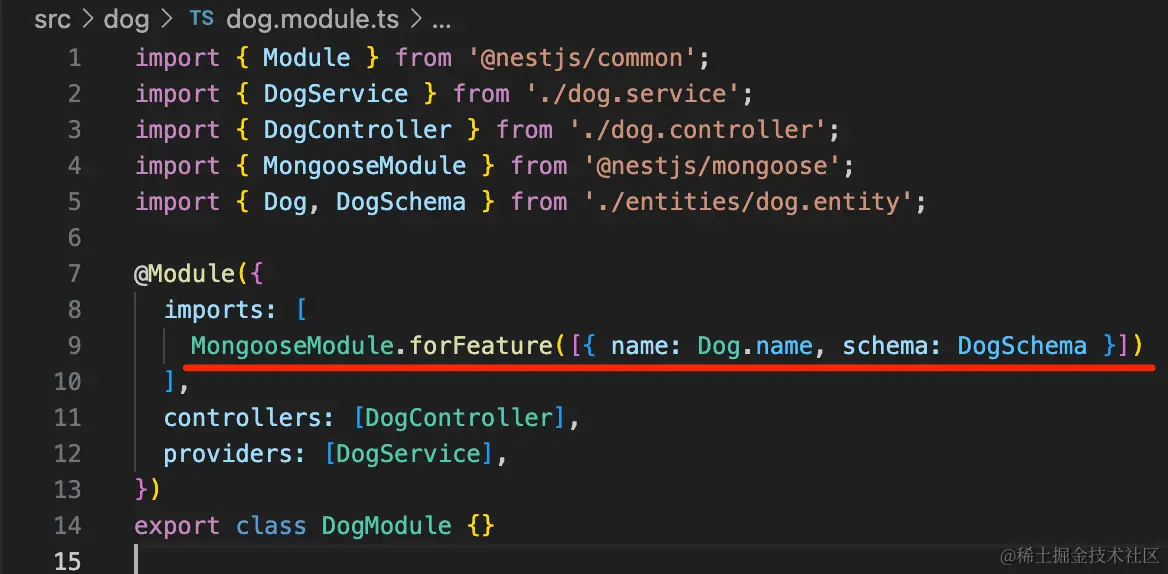 src > dog > TS dog.module.ts > ...
1 import { Module } from '@nestjs/common';
2 import { DogService } from './dog.service';
3 import { DogController } from './dog.controller';
4 import { MongooseModule } from '@nestjs/mongoose';
5 import { Dog, DogSchema } from './entities/dog.entity';
6
7 @Module({
8   imports: [
9     MongooseModule.forFeature([{ name: Dog.name, schema: DogSchema }])
10   ],
11   controllers: [DogController],
12   providers: [DogService],
13 })
14 export class DogModule {}
15
@稀土掘金技术社区